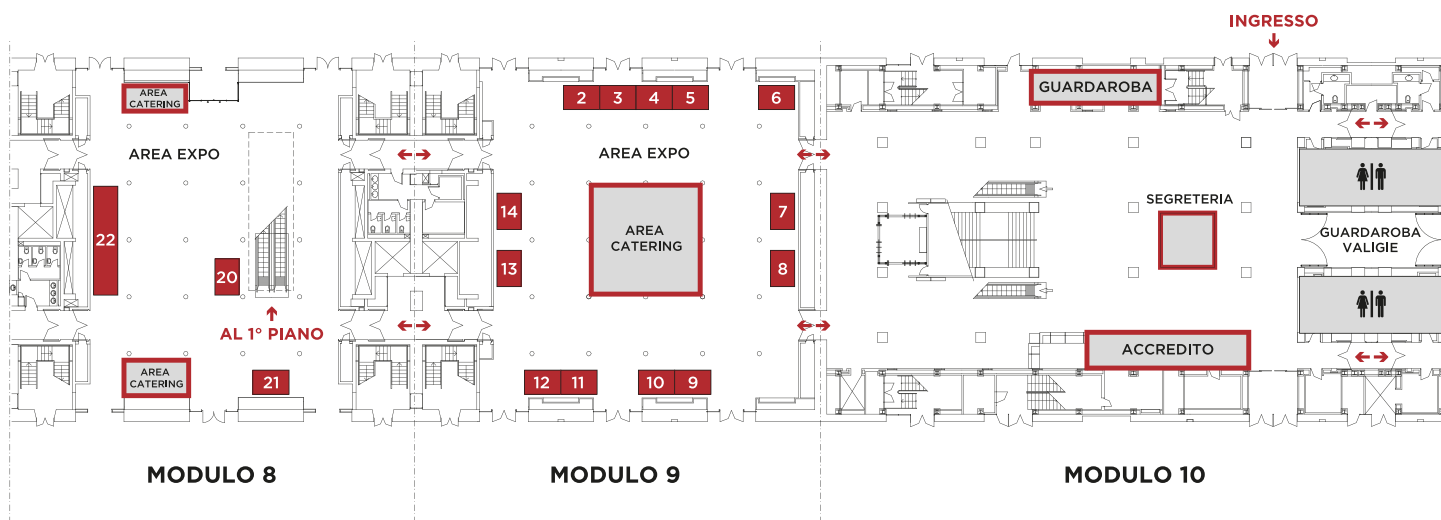 INGRESSO
AREA
CATERING
2
3
4
5
6
GUARDAROBA
AREA EXPO
AREA EXPO
22
14
7
SEGRETERIA
AREA
CATERING
GUARDAROBA
VALIGIE
20
13
8
AL 1° PIANO
ACCREDITO
AREA
CATERING
21
12
11
10
9
MODULO 8
MODULO 9
MODULO 10